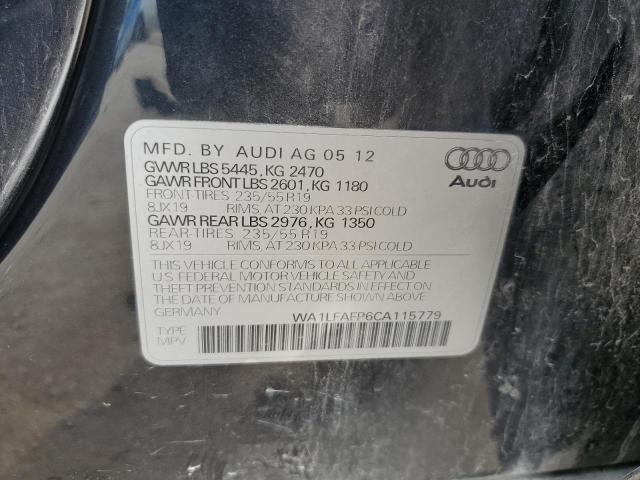 MFD. BY AUDI AG 05 12
GVWR LBS 5445, KG 2470
GAWR FRONT LBS 2601, KG 1180
FRONT-TIRES 235/55 R19
8JX19 RIMS, AT 230 KPA 33 PSI COLD
GAWR REAR LBS 2976, KG 1350
REAR-TIRES 235/55 R19
8JX19 RIMS, AT 230 KPA 33 PSI COLD
THIS VEHICLE CONFORMS TO ALL APPLICABLE
U.S. FEDERAL MOTOR VEHICLE SAFETY AND
THEFT PREVENTION STANDARDS IN EFFECT ON
THE DATE OF MANUFACTURE SHOWN ABOVE.
GERMANY
WA1LFAFP6CA115779
TYPE
MPV
Audi